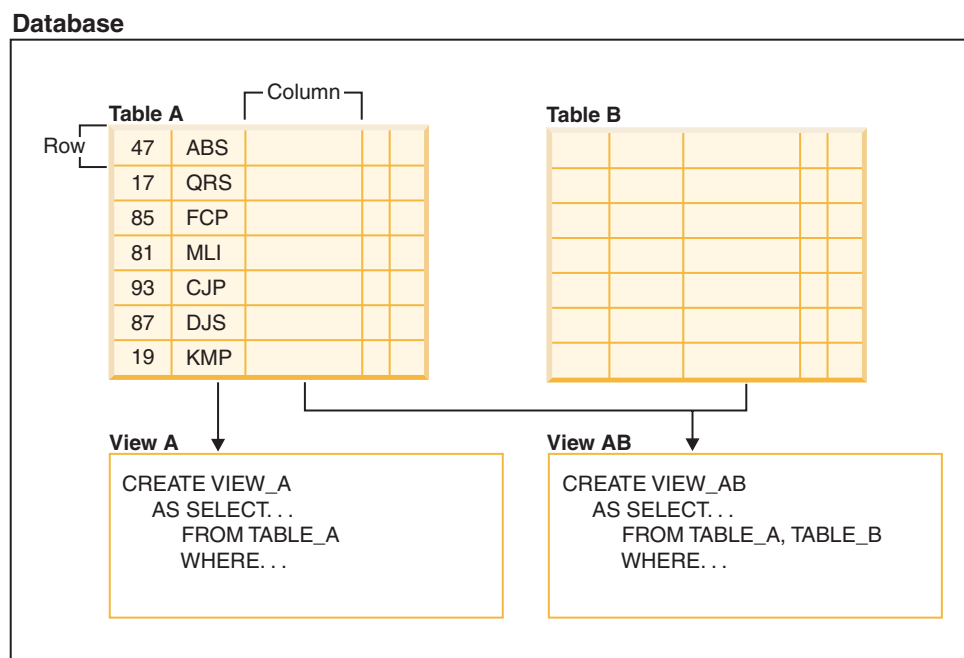 Database
Column
Table A
Table B
Row
47 ABS
17 QRS
85 FCP
81 MLI
93 CJP
87 DJS
19 KMP
View A
View AB
CREATE VIEW_A
AS SELECT. . .
FROM TABLE_A
WHERE. . .
CREATE VIEW_AB
AS SELECT. . .
FROM TABLE_A, TABLE_B
WHERE. . .